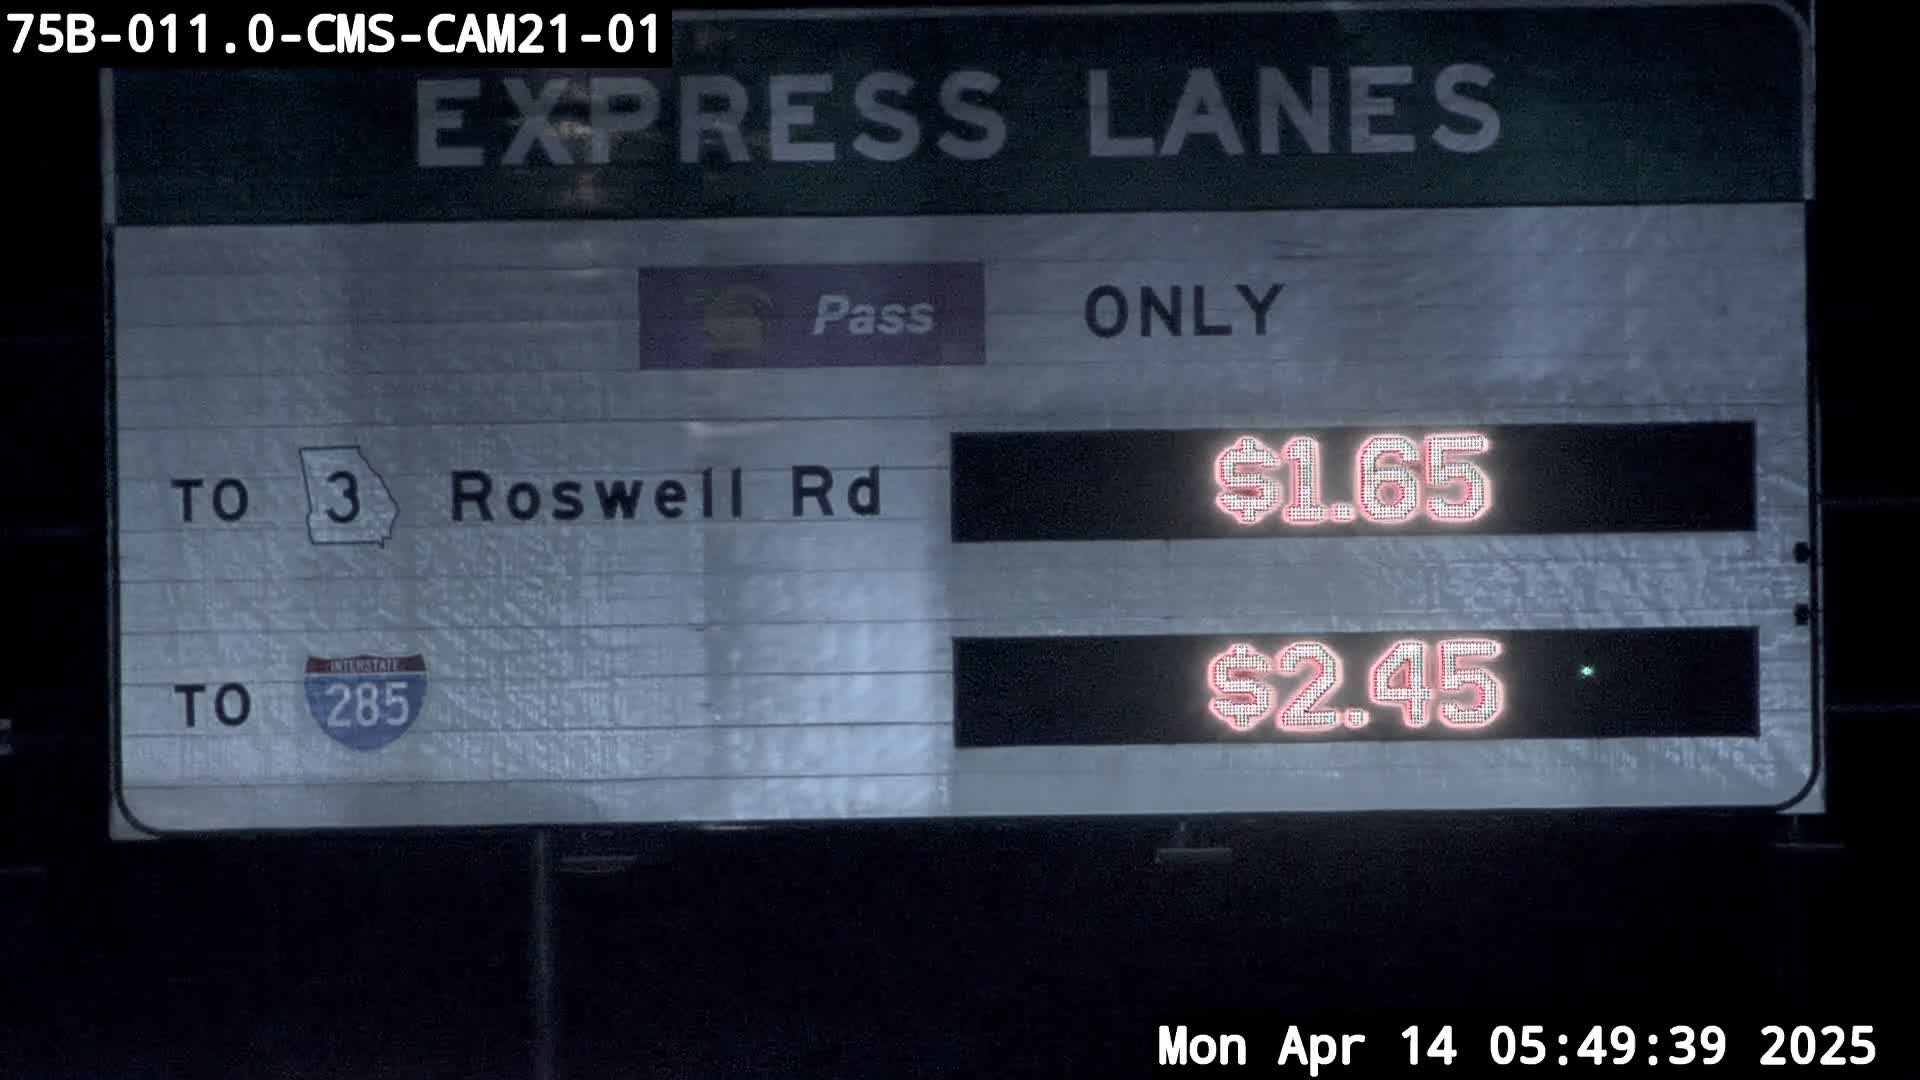 75B-011.0-CMS-CAM21-01
EXPRESS LANES
Pass ONLY
TO 3 Roswell Rd $1.65
INTERSTATE
TO 285 $2.45
Mon Apr 14 05:49:39 2025